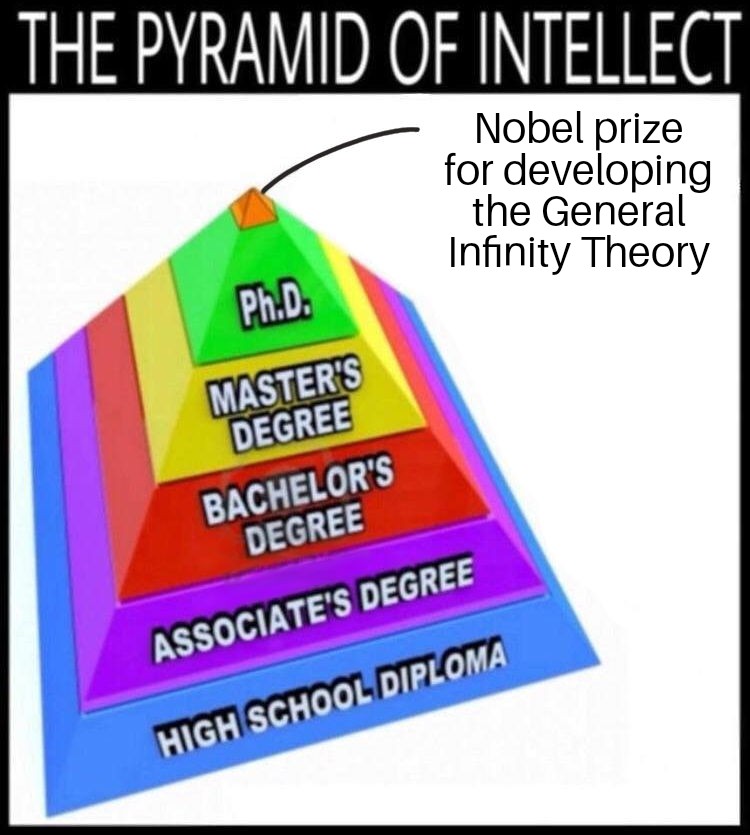 THE PYRAMID OF INTELLECT
Nobel prize
for developing
the General
Infinity Theory
Ph.D.
MASTER'S
DEGREE
BACHELOR'S
DEGREE
ASSOCIATE'S DEGREE
HIGH SCHOOL DIPLOMA